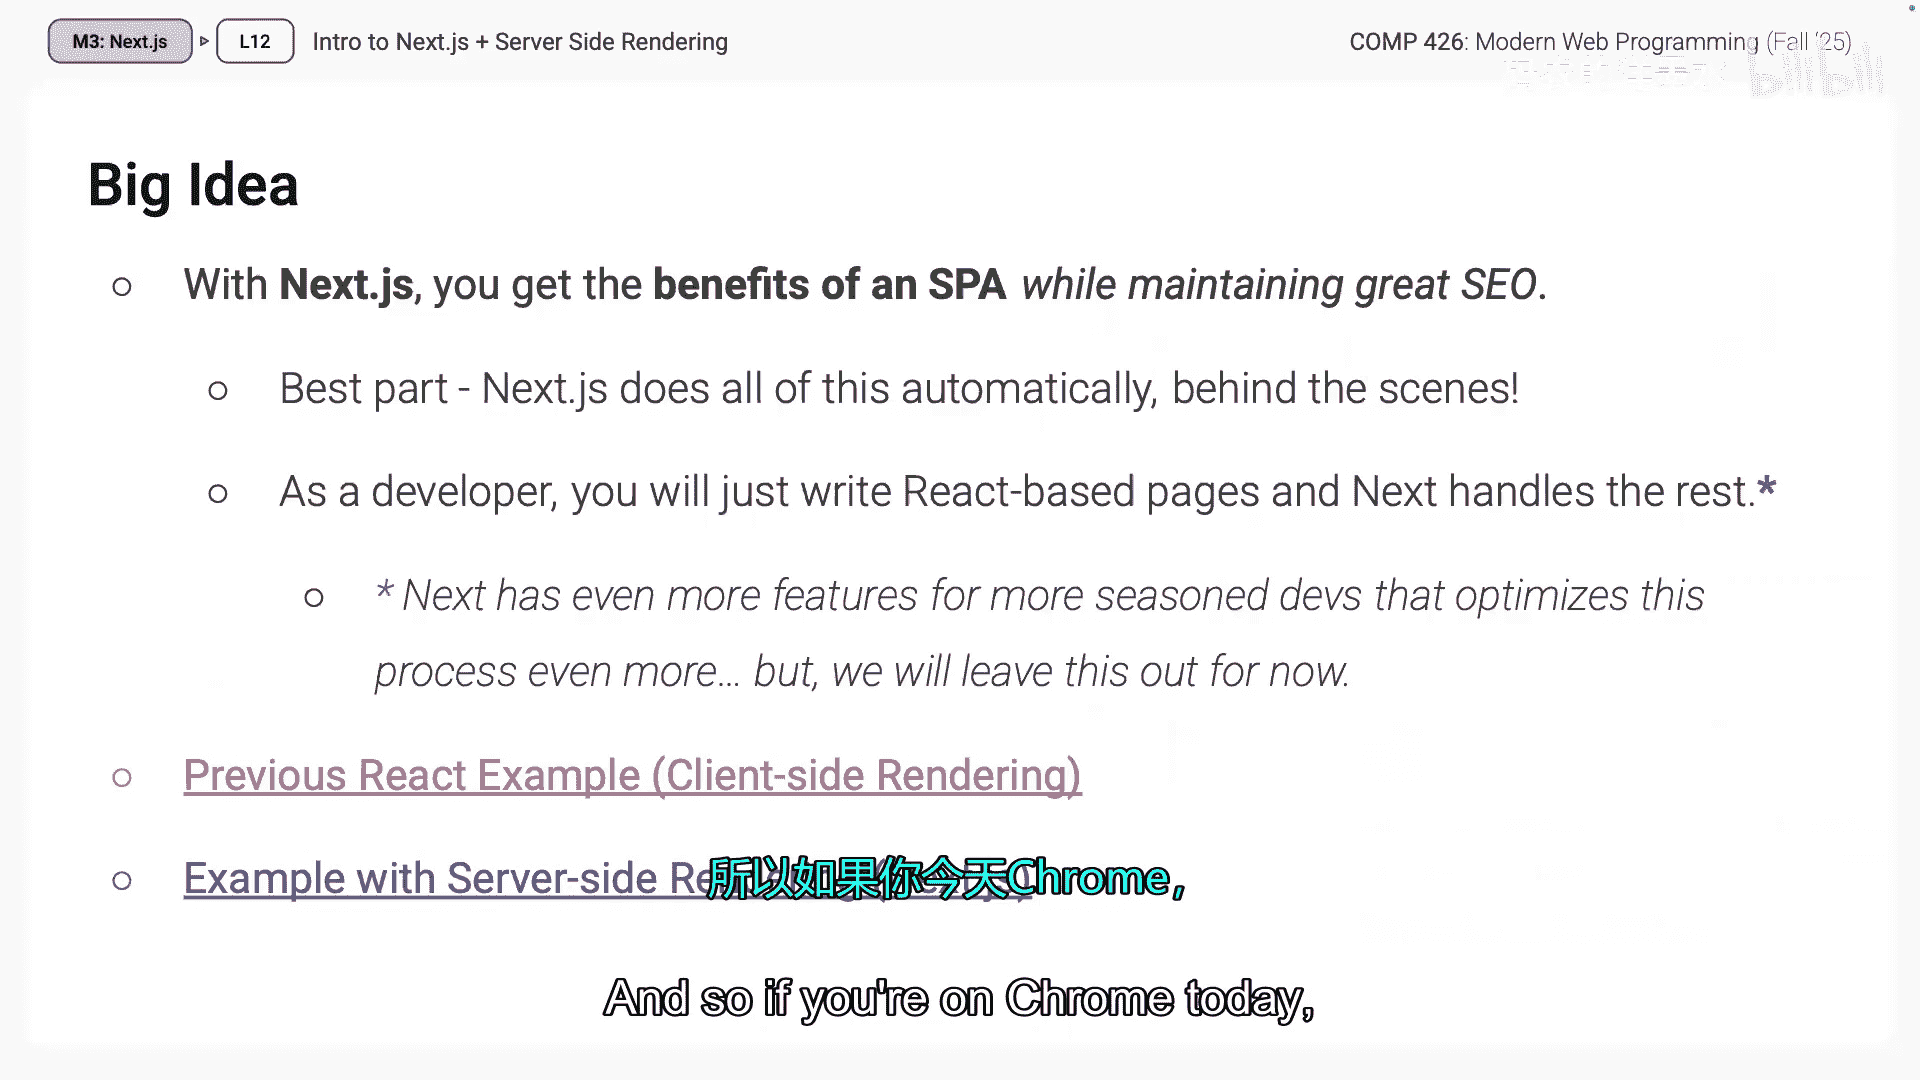 M3: Next.js
L12
Intro to Next.js + Server Side Rendering
COMP 426: Modern Web Programming (Fall '25)
bilibili
Big Idea
With Next.js, you get the benefits of an SPA while maintaining great SEO.
Best part - Next.js does all of this automatically, behind the scenes!
As a developer, you will just write React-based pages and Next handles the rest.*
* Next has even more features for more seasoned devs that optimizes this
process even more... but, we will leave this out for now.
Previous React Example (Client-side Rendering)
Example with Server-side
所以如果你今天Chrome，
And so if you're on Chrome today,